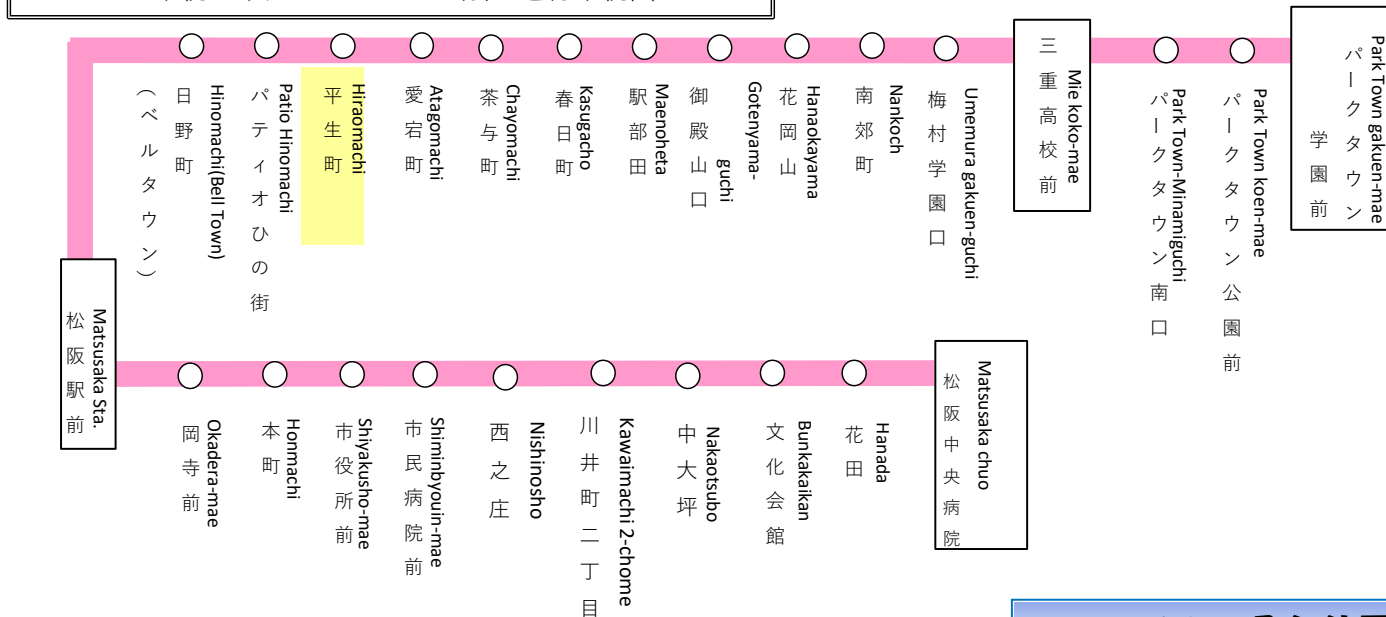 日野町
(ベルタウン)
Hinomachi(Bell Town)
パティオひの街
Patio Hinomachi
平生町
Hiraomachi
愛宕町
Atagomachi
茶与町
Chayomachi
春日町
Kasugacho
駅部田
Maenoheta
御殿山口
Gotenyama-
guchi
花岡山
Hanaokayama
南郊町
Nankoch
梅村学園口
Umemura gakuen-guchi
三重高校前
Mie koko-mae
パークタウン南口
Park Town-Minamiguchi
パークタウン公園前
Park Town koen-mae
パークタウン
学園前
Park Town gakuen-mae
松阪駅前
Matsusaka Sta.
岡寺前
Okadera-mae
本町
Honmachi
市役所前
Shiyakusho-mae
市民病院前
Shiminbyouin-mae
西之庄
Nishinosho
川井町二丁目
Kawaimachi 2-chome
中大坪
Nakaotsubo
文化会館
Bunkakaikan
花田
Hanada
松阪中央病院
Matsusaka chuo